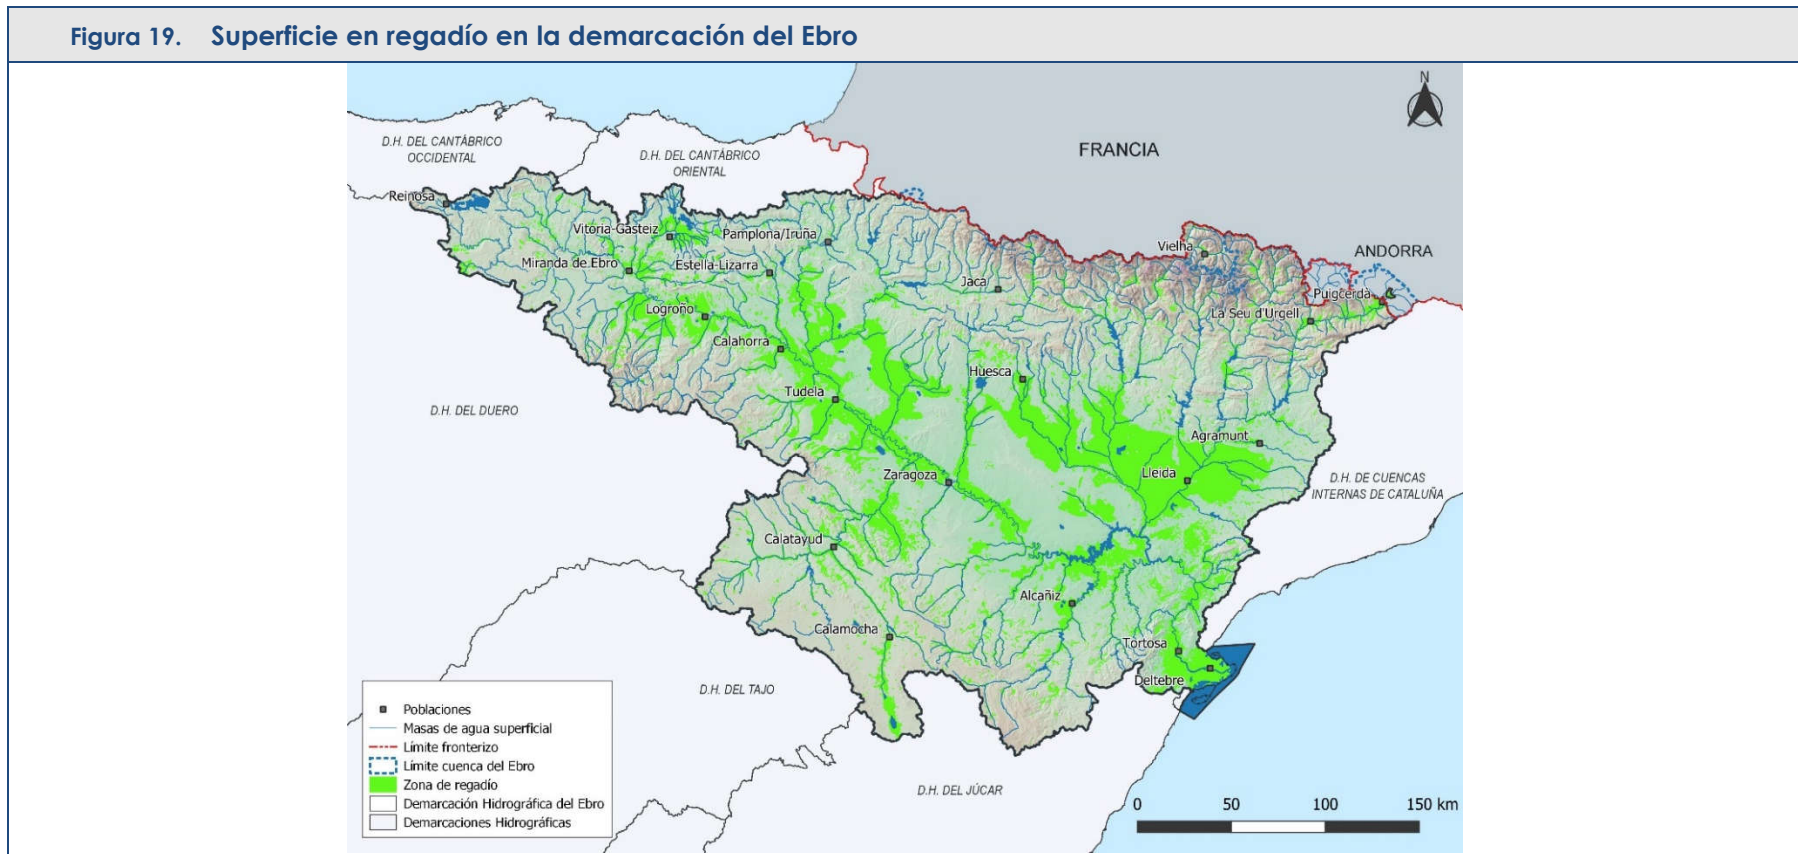 Figura 19. Superficie en regadío en la demarcación del Ebro
N
D.H. DEL CANTÁBRICO
OCCIDENTAL
D.H. DEL CANTÁBRICO
ORIENTAL
FRANCIA
Reinosa
Vitoria-Gasteiz
Pamplona/Iruña
Vielha
ANDORRA
Miranda de Ebro
Estella-Lizarra
Jaca
Puigcerdà
Logroño
La Seu d'Urgell
Calahorra
Huesca
Tudela
D.H. DEL DUERO
Agramunt
Zaragoza
Lleida
D.H. DE CUENCAS
INTERNAS DE CATALUÑA
Calatayud
Alcañiz
Calamocha
Tortosa
Deltebre
D.H. DEL TAJO
D.H. DEL JÚCAR
Poblaciones
Masas de agua superficial
Límite fronterizo
Límite cuenca del Ebro
Zona de regadío
Demarcación Hidrográfica del Ebro
Demarcaciones Hidrográficas
0 50 100 150 km